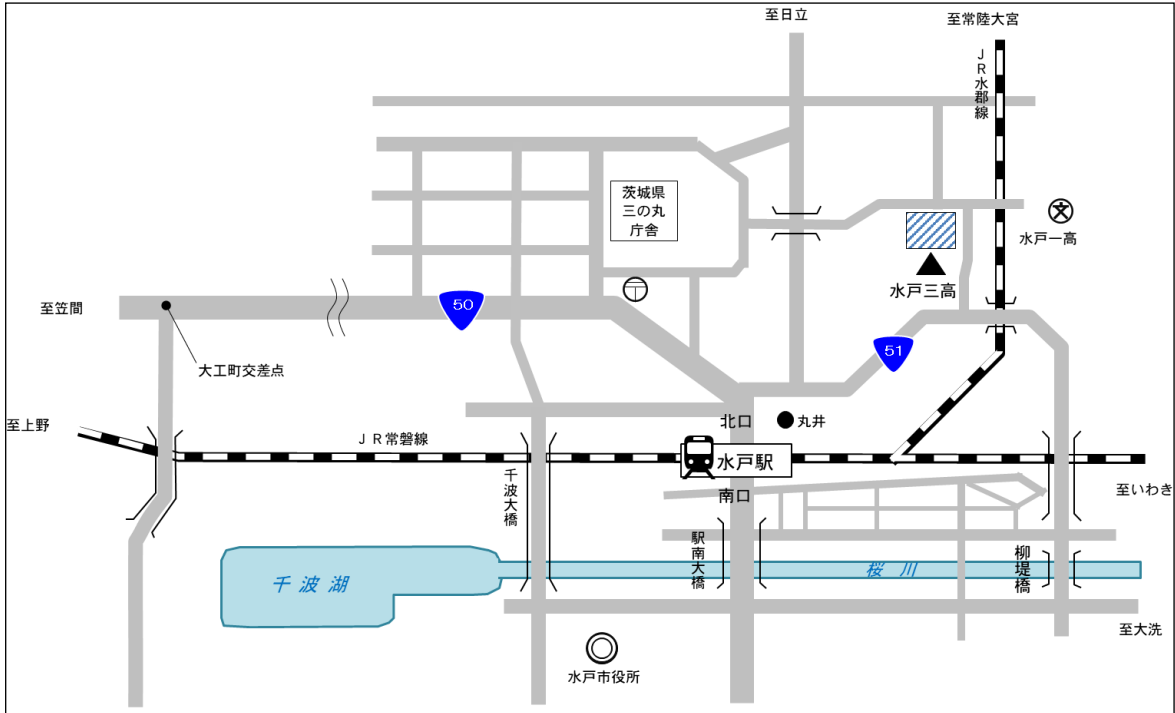 至日立
至常陸大宮
JR水郡線
茨城県
三の丸
庁舎
水戸一高
水戸三高
至笠間
50
51
大工町交差点
至上野
JR常磐線
北口
丸井
水戸駅
南口
至いわき
千波大橋
駅南大橋
柳堤橋
千波湖
桜川
至大洗
水戸市役所